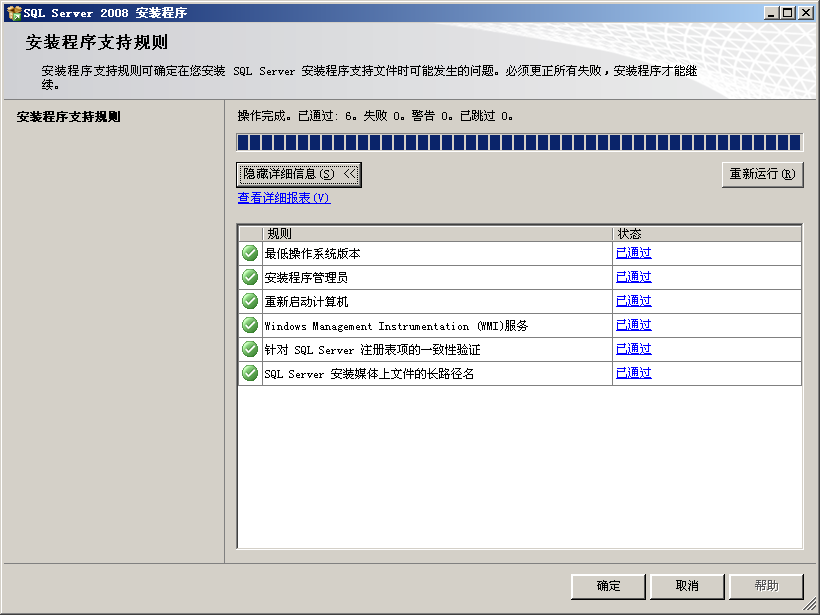 SQL Server 2008 安装程序
安装程序支持规则
安装程序支持规则可确定在您安装 SQL Server 安装程序支持文件时可能发生的问题。必须更正所有失败，安装程序才能继
续。
安装程序支持规则
操作完成。已通过: 6。失败 0。警告 0。已跳过 0。
隐藏详细信息(S) <<
重新运行(R)
查看详细报表(V)
规则 状态
最低操作系统版本 已通过
安装程序管理员 已通过
重新启动计算机 已通过
Windows Management Instrumentation (WMI)服务 已通过
针对 SQL Server 注册表项的一致性验证 已通过
SQL Server 安装媒体上文件的长路径名 已通过
确定 取消 帮助